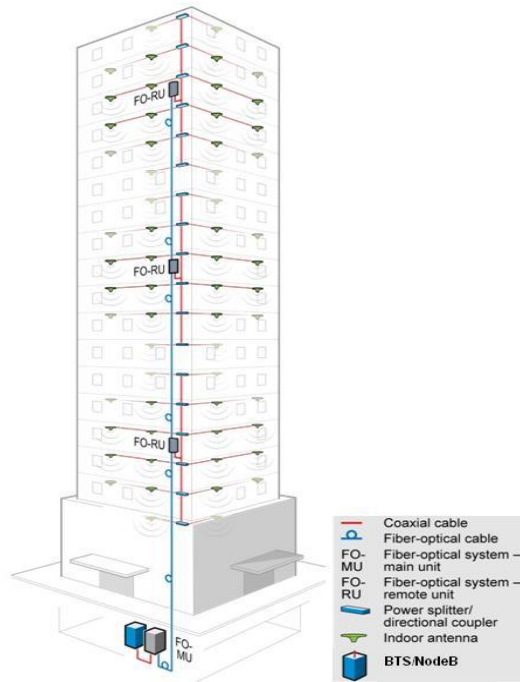 FO-RU
FO-RU
FO-RU
FO-
MU
Coaxial cable
Fiber-optical cable
FO-
MU
Fiber-optical system –
main unit
FO-
RU
Fiber-optical system –
remote unit
Power splitter/
directional coupler
Indoor antenna
BTS/NodeB